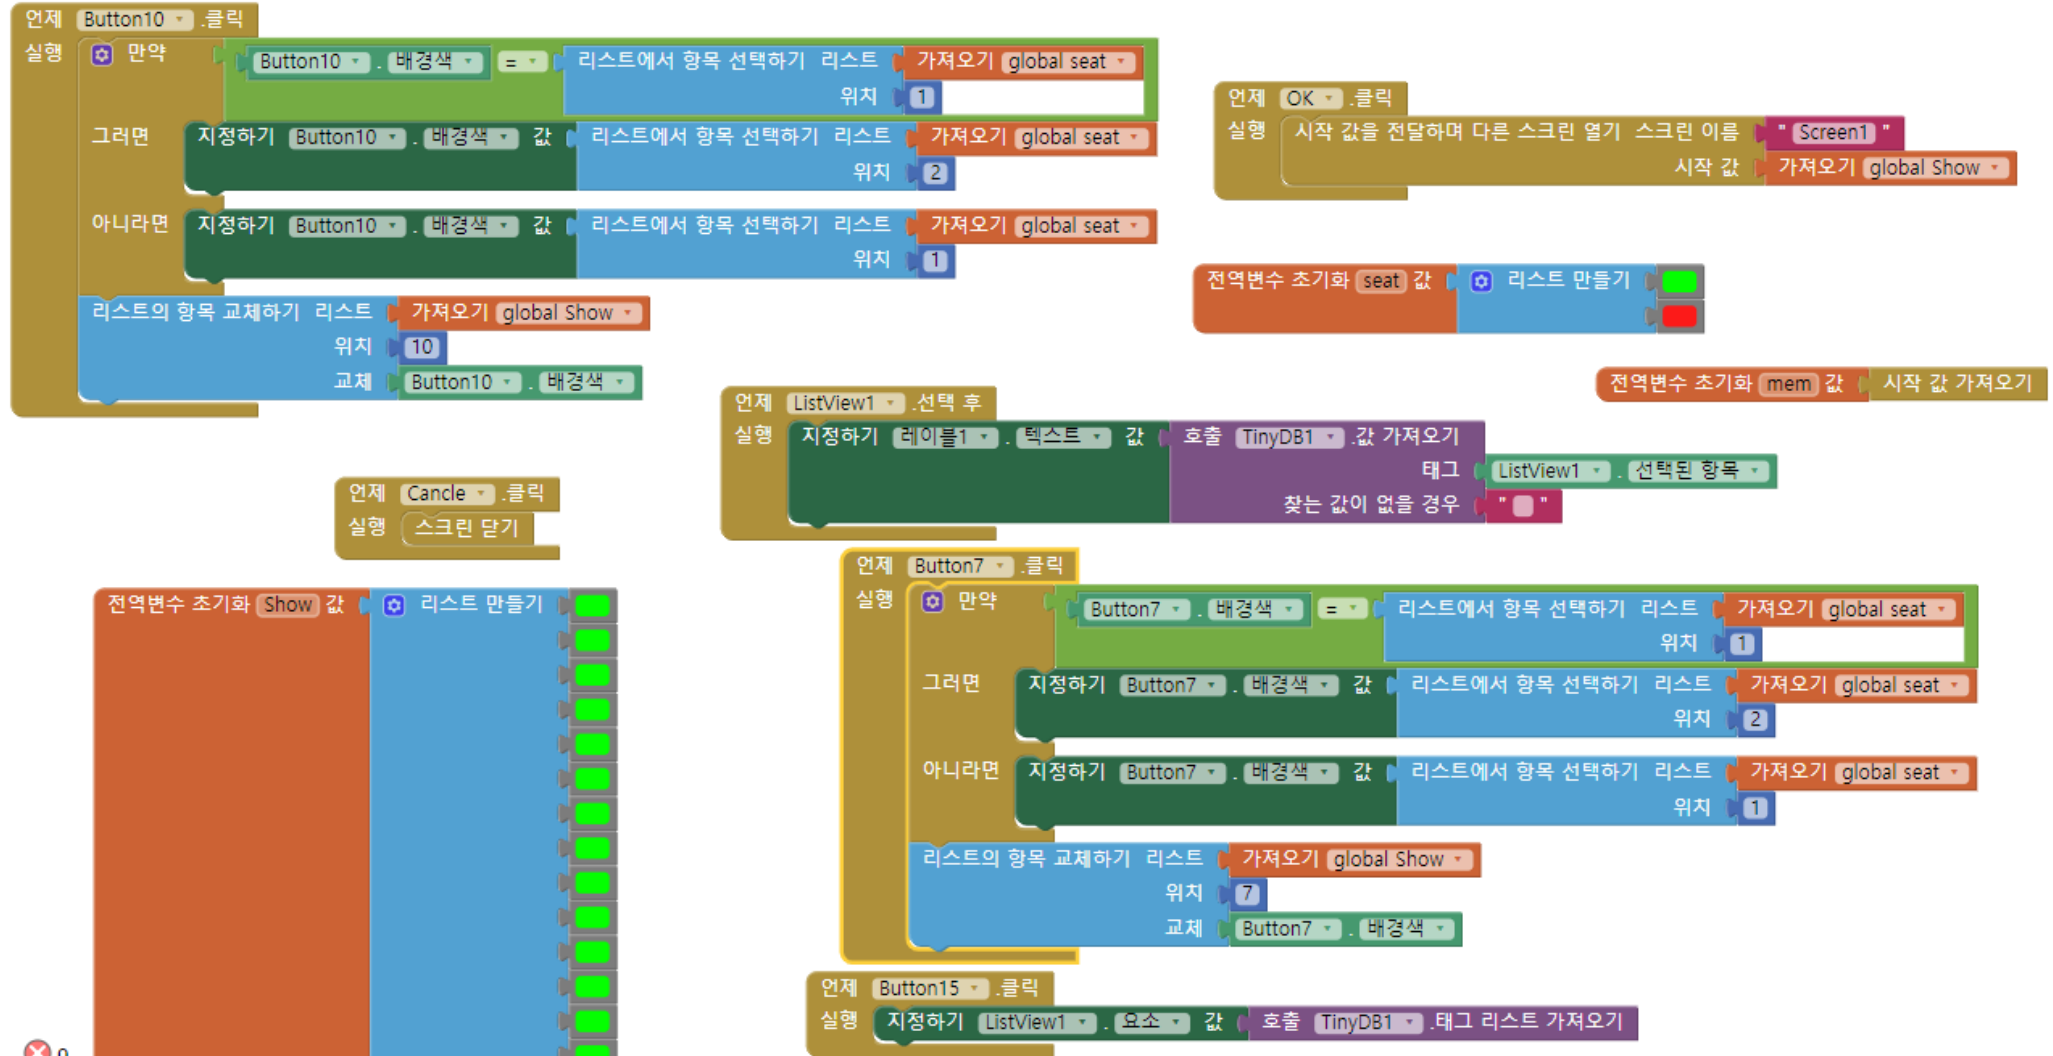 언제 Button10 .클릭
실행 만약 Button10 . 배경색 = 리스트에서 항목 선택하기 리스트 가져오기 global seat
위치 1
그러면 지정하기 Button10 . 배경색 값 리스트에서 항목 선택하기 리스트 가져오기 global seat
위치 2
아니라면 지정하기 Button10 . 배경색 값 리스트에서 항목 선택하기 리스트 가져오기 global seat
위치 1
리스트의 항목 교체하기 리스트 가져오기 global Show
위치 10
교체 Button10 . 배경색
언제 OK .클릭
실행 시작 값을 전달하며 다른 스크린 열기 스크린 이름 " Screen1 "
시작 값 가져오기 global Show
전역변수 초기화 seat 값 리스트 만들기
전역변수 초기화 mem 값 시작 값 가져오기
언제 ListView1 .선택 후
실행 지정하기 레이블1 . 텍스트 값 호출 TinyDB1 .값 가져오기
태그 ListView1 . 선택된 항목
찾는 값이 없을 경우 " "
언제 Cancle .클릭
실행 스크린 닫기
전역변수 초기화 Show 값 리스트 만들기
언제 Button7 .클릭
실행 만약 Button7 . 배경색 = 리스트에서 항목 선택하기 리스트 가져오기 global seat
위치 1
그러면 지정하기 Button7 . 배경색 값 리스트에서 항목 선택하기 리스트 가져오기 global seat
위치 2
아니라면 지정하기 Button7 . 배경색 값 리스트에서 항목 선택하기 리스트 가져오기 global seat
위치 1
리스트의 항목 교체하기 리스트 가져오기 global Show
위치 7
교체 Button7 . 배경색
언제 Button15 .클릭
실행 지정하기 ListView1 . 요소 값 호출 TinyDB1 .태그 리스트 가져오기